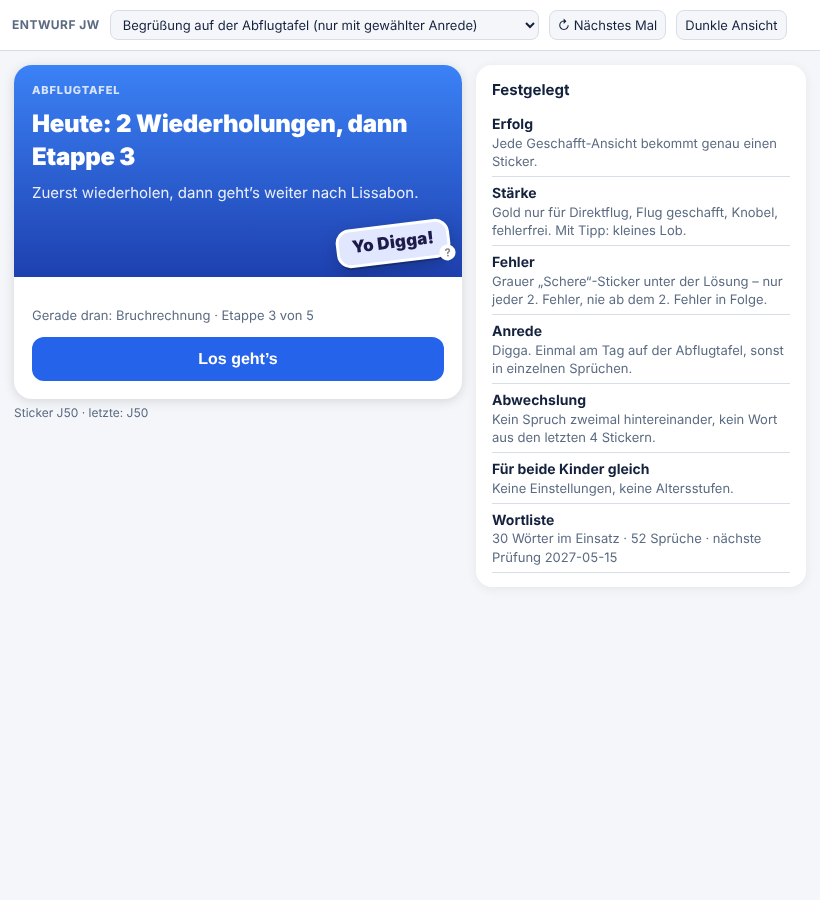 ENTWURF JW
Begrüßung auf der Abflugtafel (nur mit gewählter Anrede)
↻ Nächstes Mal
Dunkle Ansicht
ABFLUGTAFEL
Heute: 2 Wiederholungen, dann
Etappe 3
Zuerst wiederholen, dann geht’s weiter nach Lissabon.
Yo Digga!
?
Gerade dran: Bruchrechnung · Etappe 3 von 5
Los geht’s
Sticker J50 · letzte: J50
Festgelegt
Erfolg
Jede Geschafft-Ansicht bekommt genau einen
Sticker.
Stärke
Gold nur für Direktflug, Flug geschafft, Knobel,
fehlerfrei. Mit Tipp: kleines Lob.
Fehler
Grauer „Schere“-Sticker unter der Lösung – nur
jeder 2. Fehler, nie ab dem 2. Fehler in Folge.
Anrede
Digga. Einmal am Tag auf der Abflugtafel, sonst
in einzelnen Sprüchen.
Abwechslung
Kein Spruch zweimal hintereinander, kein Wort
aus den letzten 4 Stickern.
Für beide Kinder gleich
Keine Einstellungen, keine Altersstufen.
Wortliste
30 Wörter im Einsatz · 52 Sprüche · nächste
Prüfung 2027-05-15